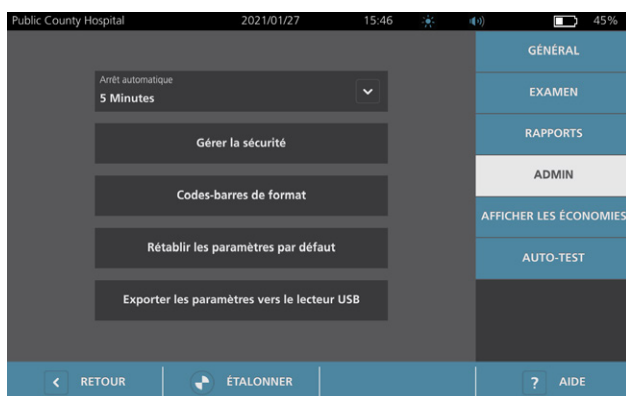 Public County Hospital 2021/01/27 15:46 45%
GÉNÉRAL
Arrêt automatique
5 Minutes
EXAMEN
Gérer la sécurité
RAPPORTS
Codes-barres de format
ADMIN
AFFICHER LES ÉCONOMIES
Rétablir les paramètres par défaut
AUTO-TEST
Exporter les paramètres vers le lecteur USB
RETOUR ÉTALONNER ? AIDE